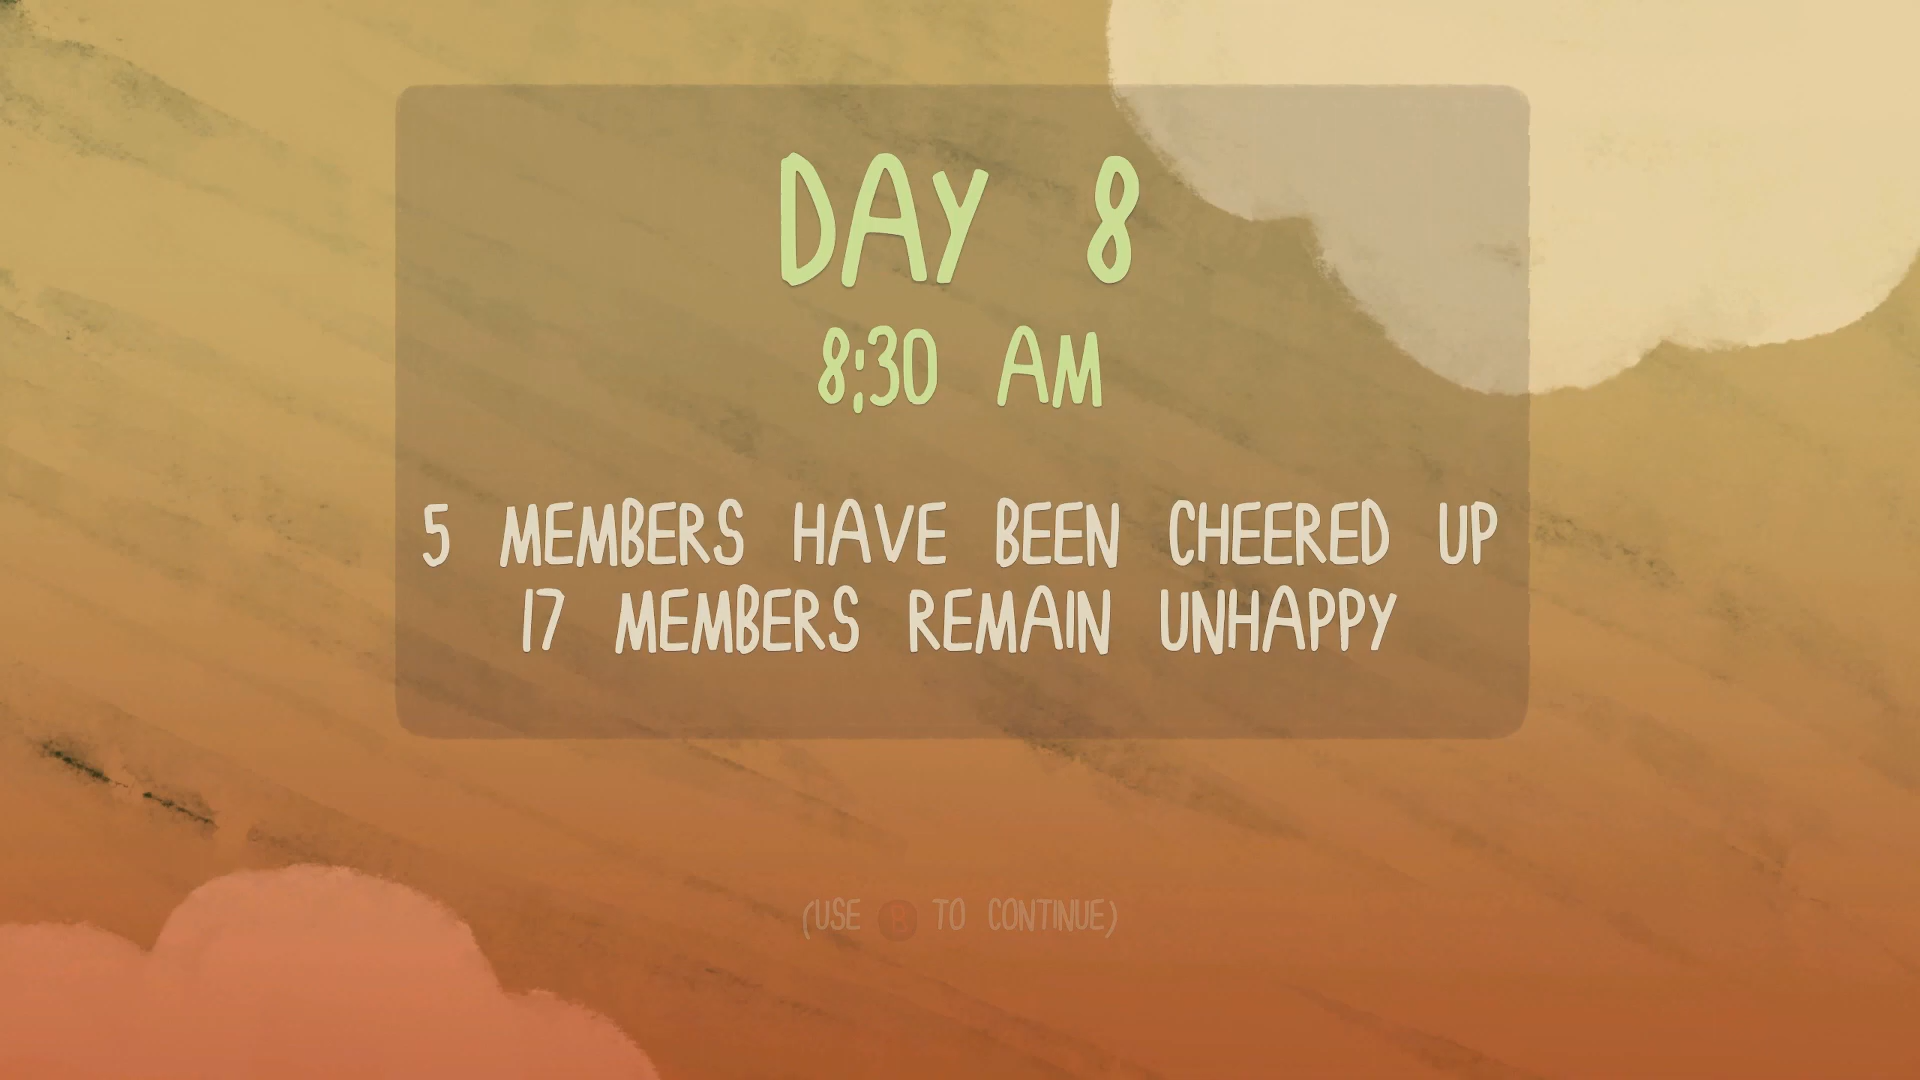 DAY 8
8:30 AM
5 MEMBERS HAVE BEEN CHEERED UP
17 MEMBERS REMAIN UNHAPPY
(USE B TO CONTINUE)